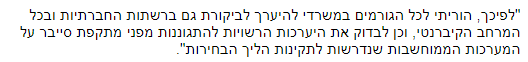 "לפיכך, הוריתי לכל הגורמים במשרדי להיערך לביקורת גם ברשתות החברתיות ובכל
המרחב הקיברנטי, וכן לבדוק את היערכות הרשויות להתגוננות מפני מתקפת סייבר על
המערכות הממוחשבות שנדרשות לתקינות הליך הבחירות".